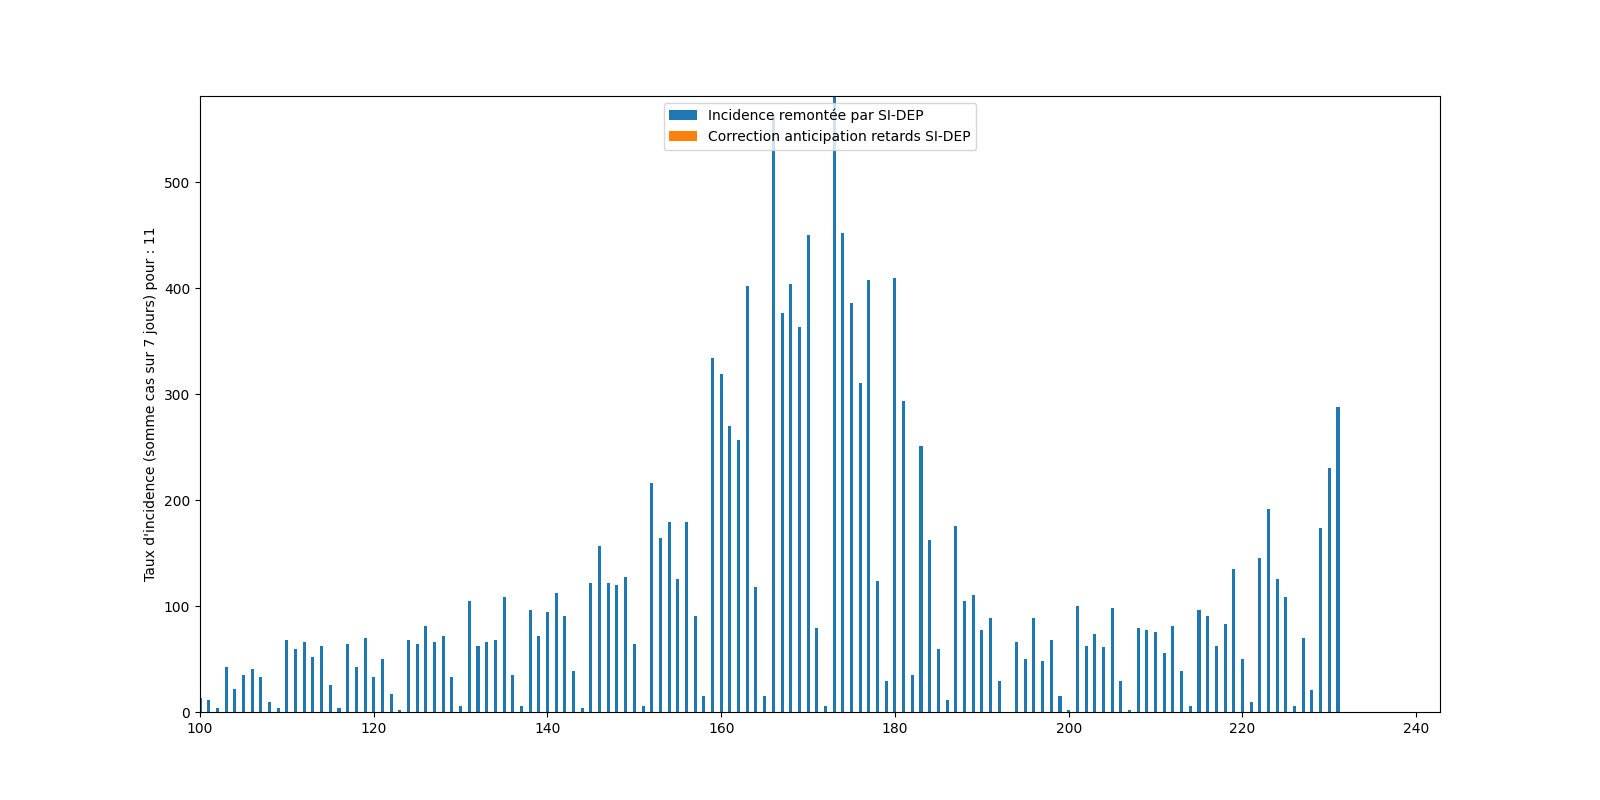 Incidence remontée par SI-DEP
Correction anticipation retards SI-DEP
Taux d'incidence (somme cas sur 7 jours) pour : 11
500
400
300
200
100
0
100 120 140 160 180 200 220 240